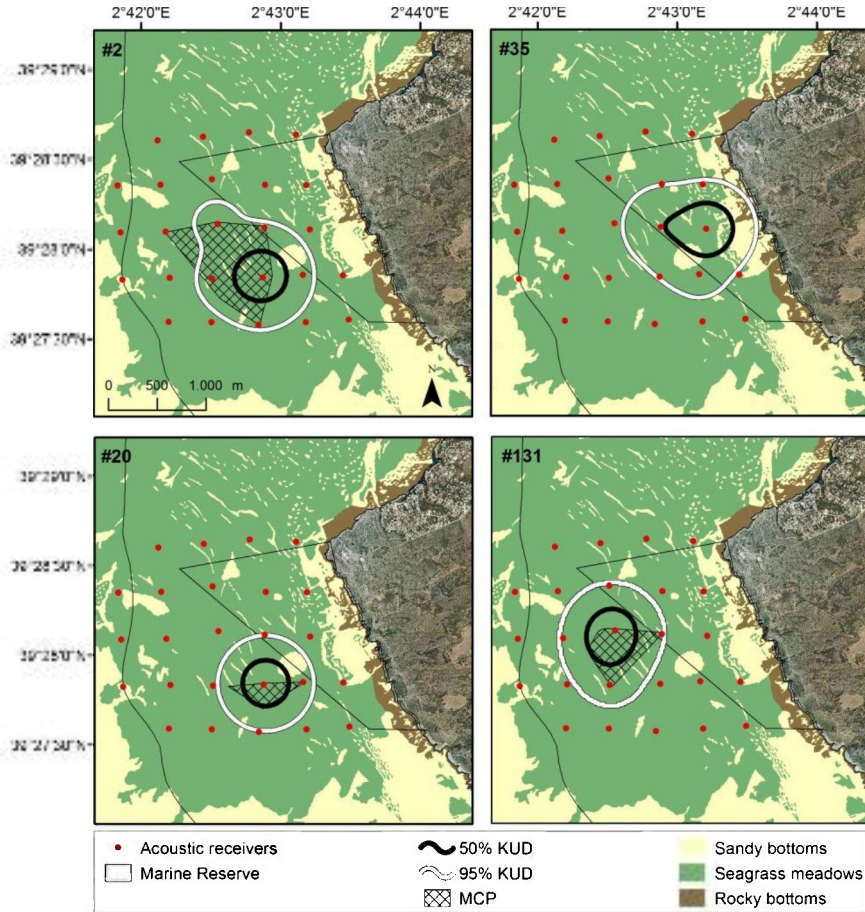 2°42'0"E 2°43'0"E 2°44'0"E 2°42'0"E 2°43'0"E 2°44'0"E
#2 #35
0 500 1.000 m
N
#20 #131
Acoustic receivers 50% KUD Sandy bottoms
Marine Reserve 95% KUD Seagrass meadows
MCP Rocky bottoms